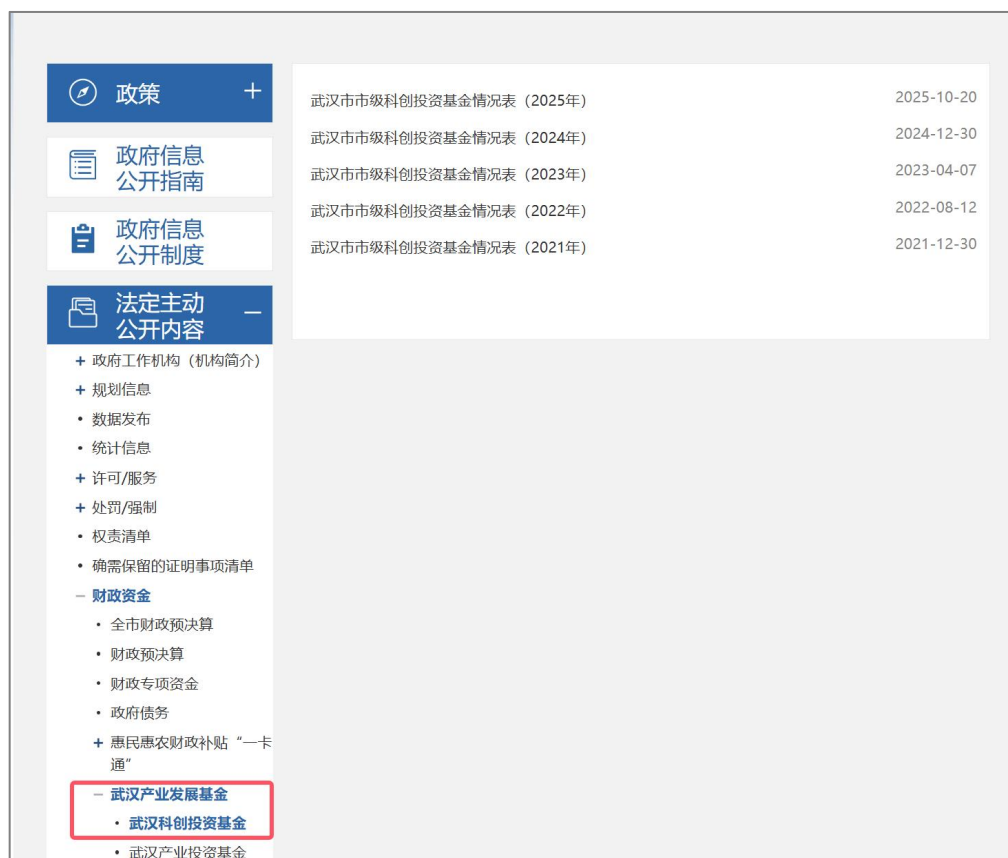 政策
政府信息
公开指南
政府信息
公开制度
法定主动
公开内容
+ 政府工作机构（机构简介）
+ 规划信息
• 数据发布
• 统计信息
+ 许可/服务
+ 处罚/强制
• 权责清单
• 确需保留的证明事项清单
— 财政资金
• 全市财政预决算
• 财政预决算
• 财政专项资金
• 政府债务
+ 惠民惠农财政补贴“一卡
通”
— 武汉产业发展基金
• 武汉科创投资基金
• 武汉产业投资基金
武汉市市级科创投资基金情况表（2025年） 2025-10-20
武汉市市级科创投资基金情况表（2024年） 2024-12-30
武汉市市级科创投资基金情况表（2023年） 2023-04-07
武汉市市级科创投资基金情况表（2022年） 2022-08-12
武汉市市级科创投资基金情况表（2021年） 2021-12-30